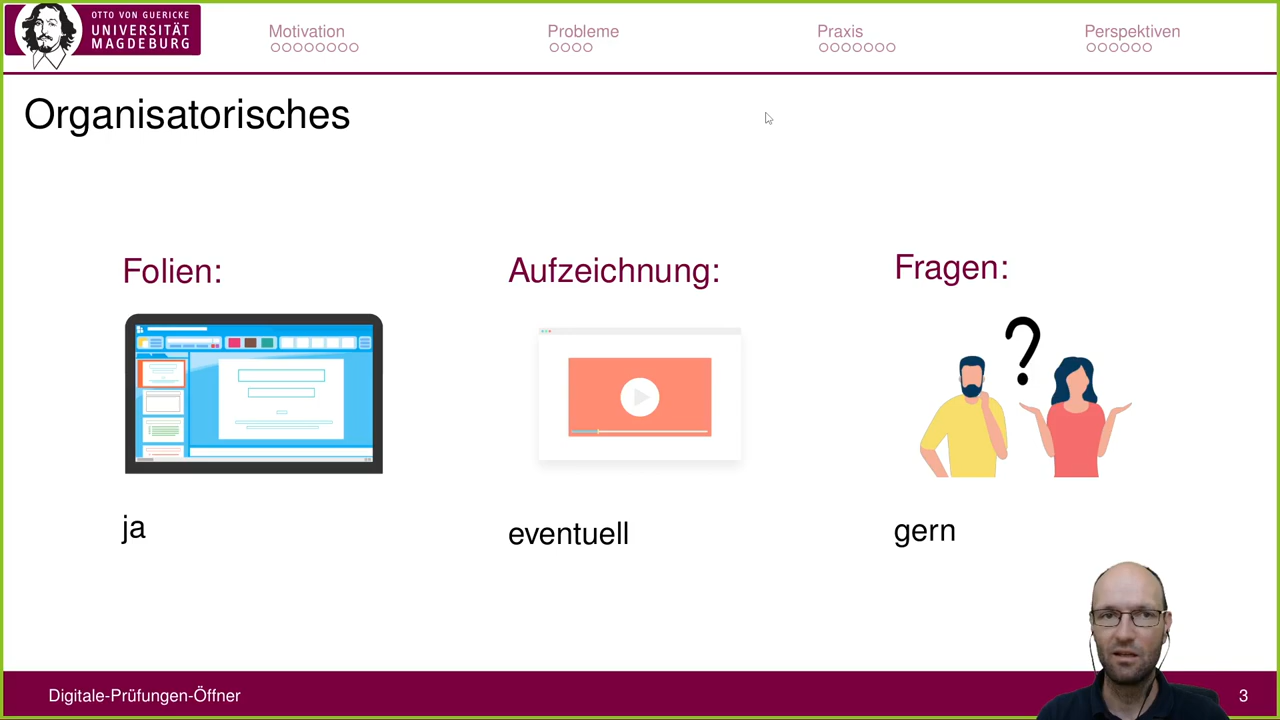 OTTO VON GUERICKE
UNIVERSITÄT
MAGDEBURG
Motivation
Probleme
Praxis
Perspektiven
Organisatorisches
Folien:
Aufzeichnung:
Fragen:
?
ja
eventuell
gern
Digitale-Prüfungen-Öffner
3